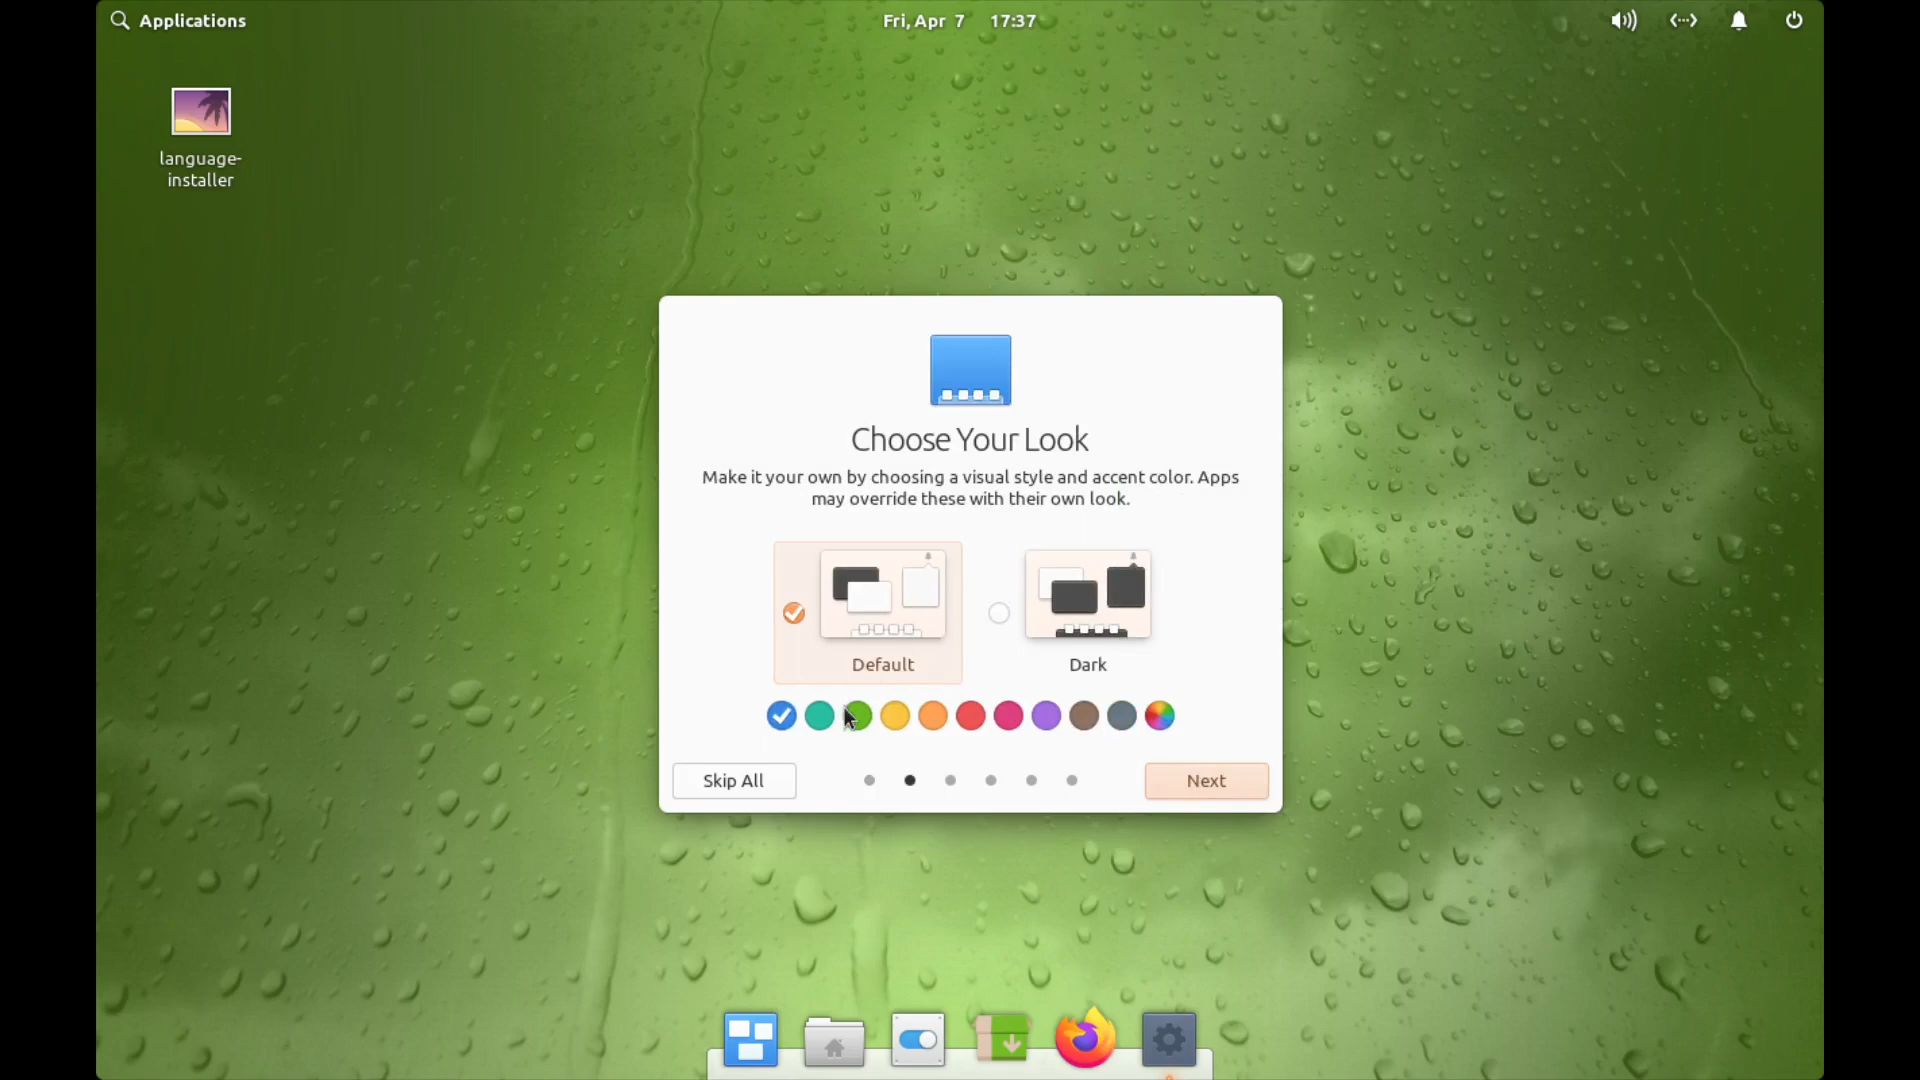 Applications
Fri, Apr 7 17:37
language-
installer
Choose Your Look
Make it your own by choosing a visual style and accent color. Apps
may override these with their own look.
Default
Dark
Skip All
Next